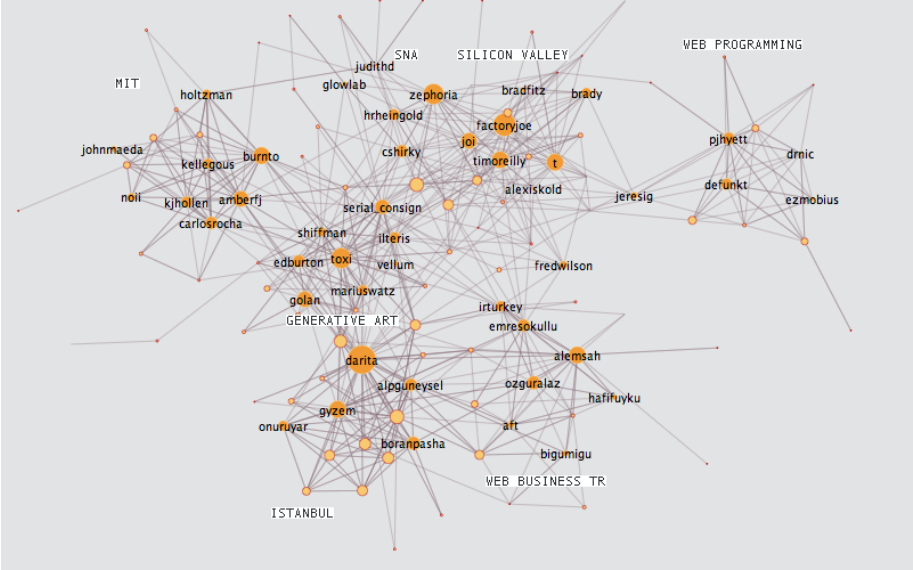 WEB PROGRAMMING
SNA
SILICON VALLEY
judithd
MIT
glowlab
bradfitz
brady
holtzman
zephoria
hrheingold
factoryjoe
pjhyett
joi
johnmaeda
cshirky
drnic
burnto
timoreilly
t
kellegous
defunkt
alexiskold
noii
jeresig
ezmobius
kjhollen
amberfj
serial_consign
carlosrocha
shiffman
ilteris
edburton
toxi
vellum
fredwilson
mariuswatz
golan
irturkey
GENERATIVE ART
emresokullu
darita
alemsah
alpguneysel
ozguralaz
hafifuyku
gyzem
onuruyar
aft
boranpasha
bigumigu
WEB BUSINESS TR
ISTANBUL